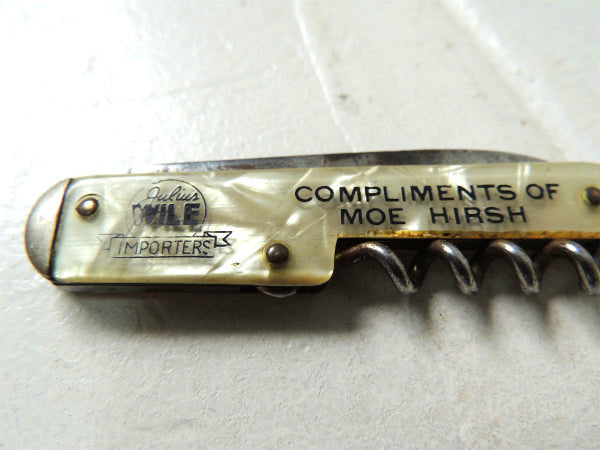 Julius
WILE
IMPORTERS
COMPLIMENTS OF
MOE HIRSH